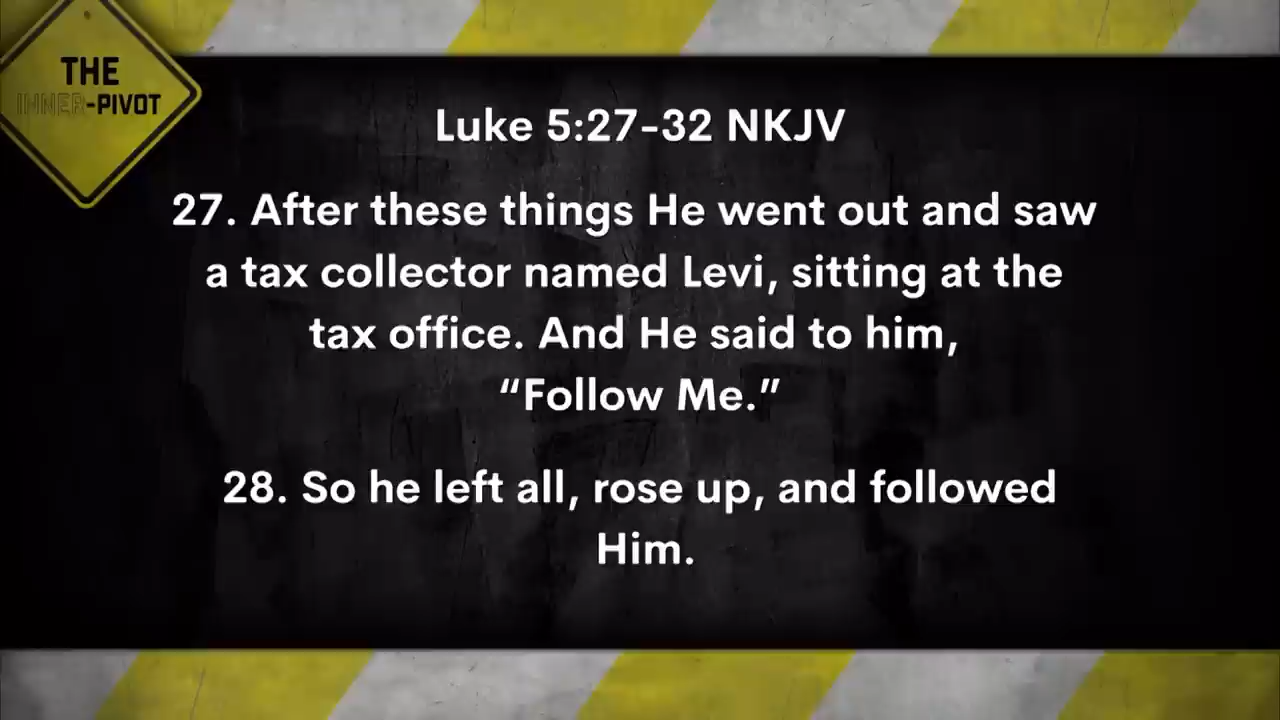 THE
INNER-PIVOT
Luke 5:27-32 NKJV
27. After these things He went out and saw
a tax collector named Levi, sitting at the
tax office. And He said to him,
“Follow Me.”
28. So he left all, rose up, and followed
Him.